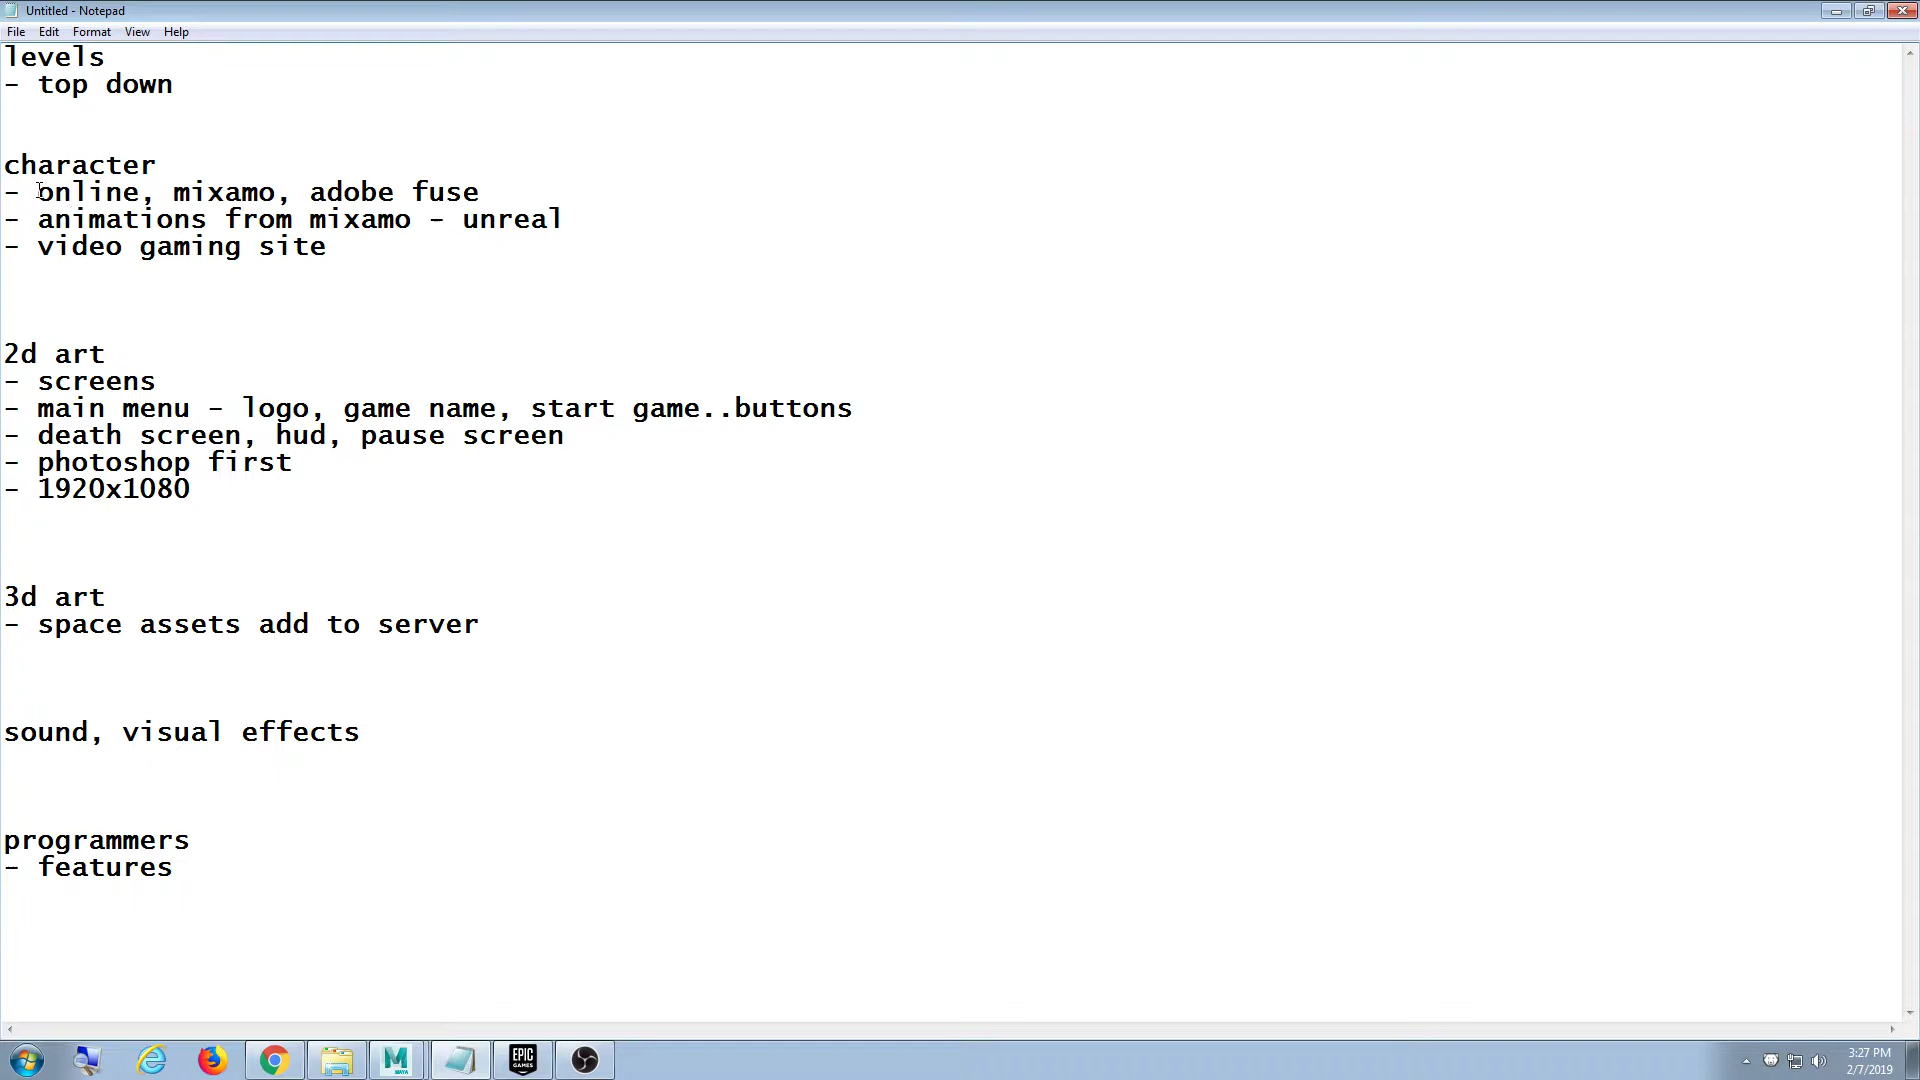 Untitled - Notepad
File Edit Format View Help
levels
- top down
character
- online, mixamo, adobe fuse
- animations from mixamo - unreal
- video gaming site
2d art
- screens
- main menu - logo, game name, start game..buttons
- death screen, hud, pause screen
- photoshop first
- 1920x1080
3d art
- space assets add to server
sound, visual effects
programmers
- features
M
MAYA
EPIC
GAMES
3:27 PM
2/7/2019